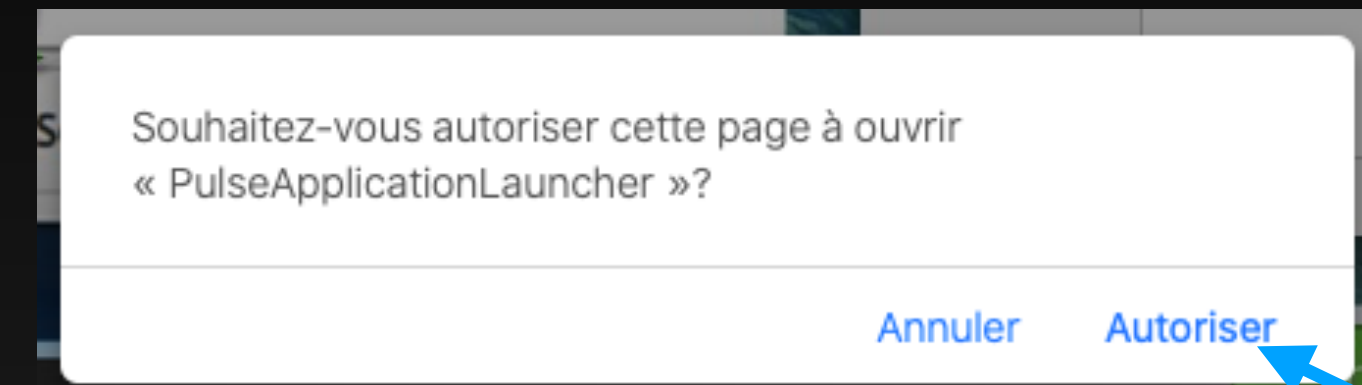 Souhaitez-vous autoriser cette page à ouvrir
« PulseApplicationLauncher »?
Annuler
Autoriser